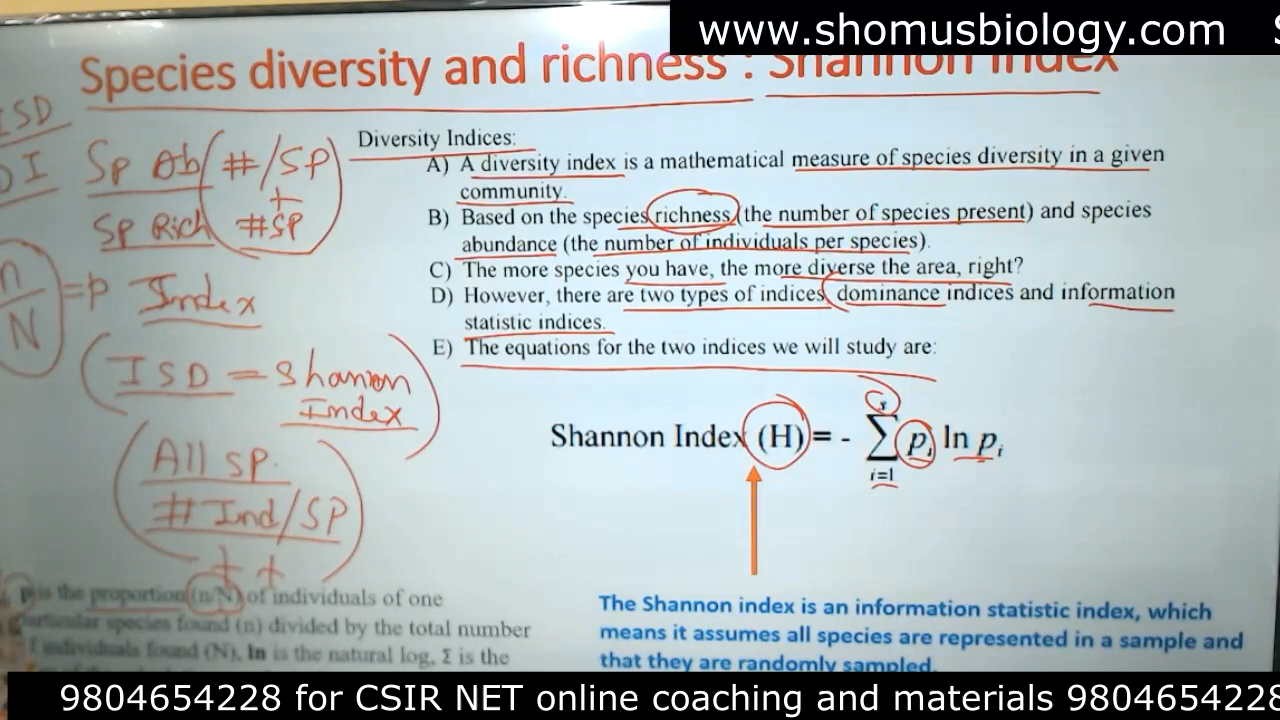 www.shomusbiology.com S
Species diversity and richness : Shannon Index
ISD
DI
Sp Ab (#/SP
+
Sp Rich #SP)
n/N = p Index
(ISD = Shannon
Index)
(All SP.
# Ind/SP)
+ +
Diversity Indices:
A) A diversity index is a mathematical measure of species diversity in a given
community.
B) Based on the species richness (the number of species present) and species
abundance (the number of individuals per species).
C) The more species you have, the more diverse the area, right?
D) However, there are two types of indices, dominance indices and information
statistic indices.
E) The equations for the two indices we will study are:
Shannon Index (H) = - s∑i=1 pi ln pi
p is the proportion (n/N) of individuals of one
particular species found (n) divided by the total number
individuals found (N), ln is the natural log, Σ is the
The Shannon index is an information statistic index, which
means it assumes all species are represented in a sample and
that they are randomly sampled.
9804654228 for CSIR NET online coaching and materials 9804654228